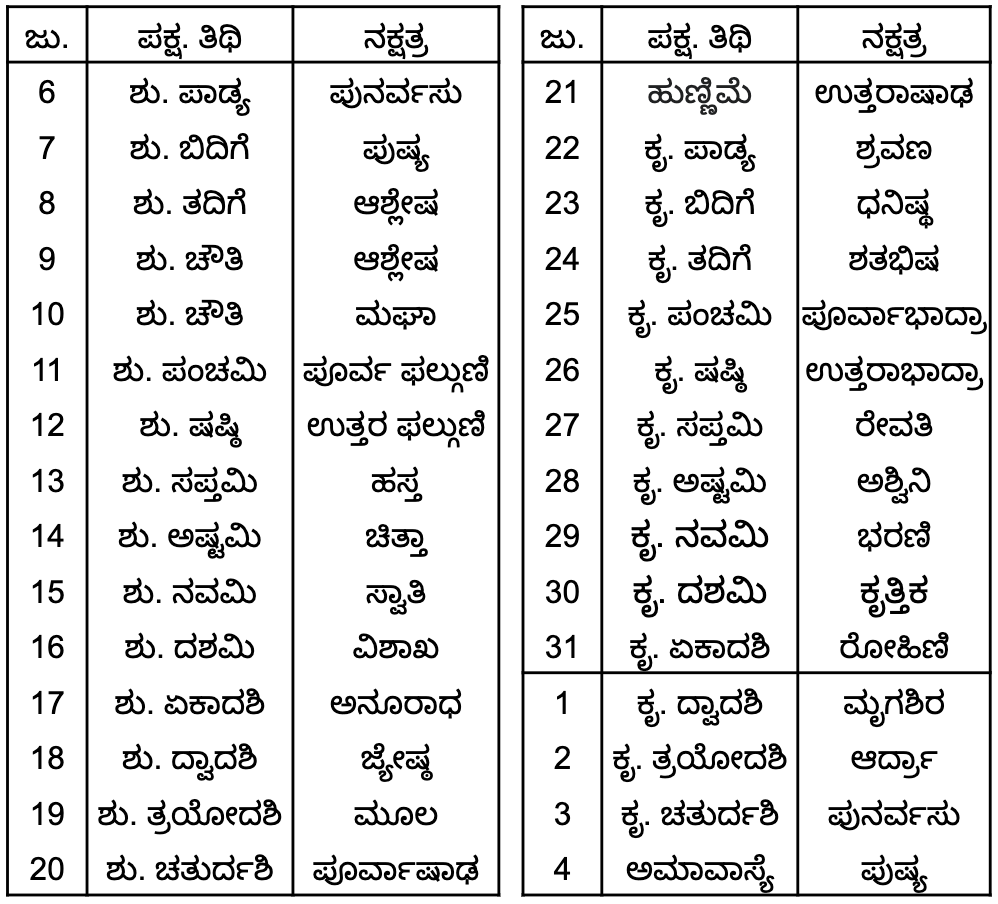 ಜು. ಪಕ್ಷ. ತಿಥಿ ನಕ್ಷತ್ರ
6 ಶು. ಪಾಡ್ಯ ಪುನರ್ವಸು
7 ಶು. ಬಿದಿಗೆ ಪುಷ್ಯ
8 ಶು. ತದಿಗೆ ಆಶ್ಲೇಷ
9 ಶು. ಚೌತಿ ಆಶ್ಲೇಷ
10 ಶು. ಚೌತಿ ಮಘಾ
11 ಶು. ಪಂಚಮಿ ಪೂರ್ವ ಫಲ್ಗುಣಿ
12 ಶು. ಷಷ್ಠಿ ಉತ್ತರ ಫಲ್ಗುಣಿ
13 ಶು. ಸಪ್ತಮಿ ಹಸ್ತ
14 ಶು. ಅಷ್ಟಮಿ ಚಿತ್ತಾ
15 ಶು. ನವಮಿ ಸ್ವಾತಿ
16 ಶು. ದಶಮಿ ವಿಶಾಖ
17 ಶು. ಏಕಾದಶಿ ಅನೂರಾಧ
18 ಶು. ದ್ವಾದಶಿ ಜ್ಯೇಷ್ಠ
19 ಶು. ತ್ರಯೋದಶಿ ಮೂಲ
20 ಶು. ಚತುರ್ದಶಿ ಪೂರ್ವಾಷಾಢ
ಜು. ಪಕ್ಷ. ತಿಥಿ ನಕ್ಷತ್ರ
21 ಹುಣ್ಣಿಮೆ ಉತ್ತರಾಷಾಢ
22 ಕೃ. ಪಾಡ್ಯ ಶ್ರವಣ
23 ಕೃ. ಬಿದಿಗೆ ಧನಿಷ್ಠ
24 ಕೃ. ತದಿಗೆ ಶತಭಿಷ
25 ಕೃ. ಪಂಚಮಿ ಪೂರ್ವಾಭಾದ್ರಾ
26 ಕೃ. ಷಷ್ಠಿ ಉತ್ತರಾಭಾದ್ರಾ
27 ಕೃ. ಸಪ್ತಮಿ ರೇವತಿ
28 ಕೃ. ಅಷ್ಟಮಿ ಅಶ್ವಿನಿ
29 ಕೃ. ನವಮಿ ಭರಣಿ
30 ಕೃ. ದಶಮಿ ಕೃತ್ತಿಕ
31 ಕೃ. ಏಕಾದಶಿ ರೋಹಿಣಿ
1 ಕೃ. ದ್ವಾದಶಿ ಮೃಗಶಿರ
2 ಕೃ. ತ್ರಯೋದಶಿ ಆರ್ದ್ರಾ
3 ಕೃ. ಚತುರ್ದಶಿ ಪುನರ್ವಸು
4 ಅಮಾವಾಸ್ಯೆ ಪುಷ್ಯ